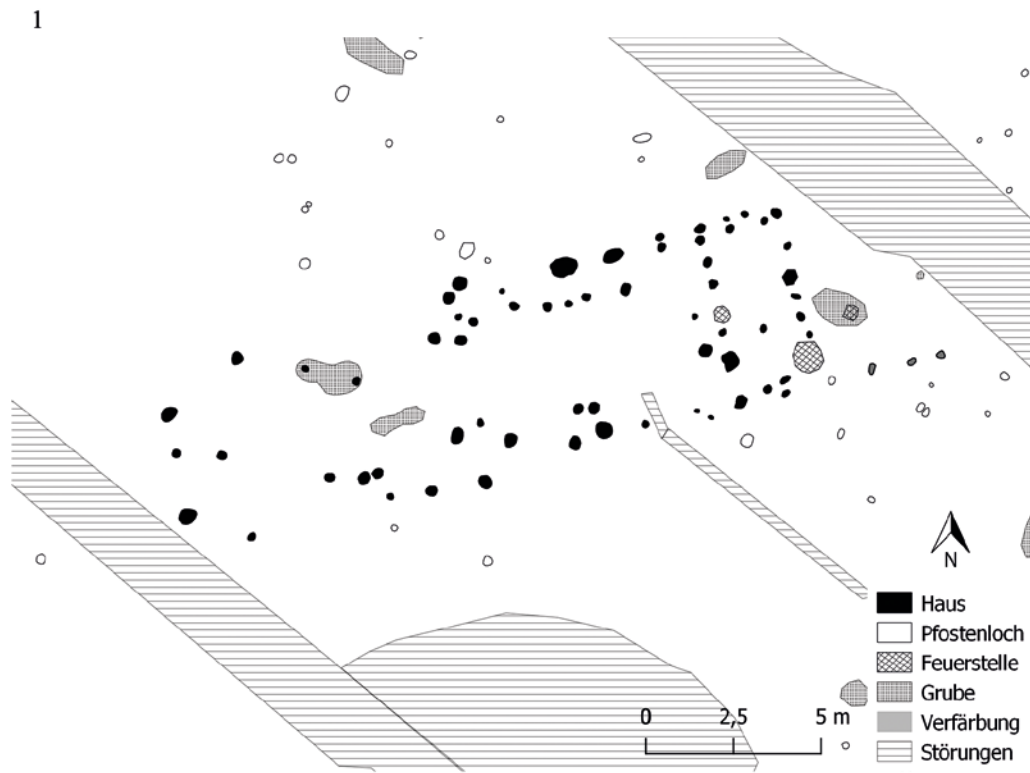 1
N
Haus
Pfostenloch
Feuerstelle
Grube
Verfärbung
Störungen
0 2,5 5 m